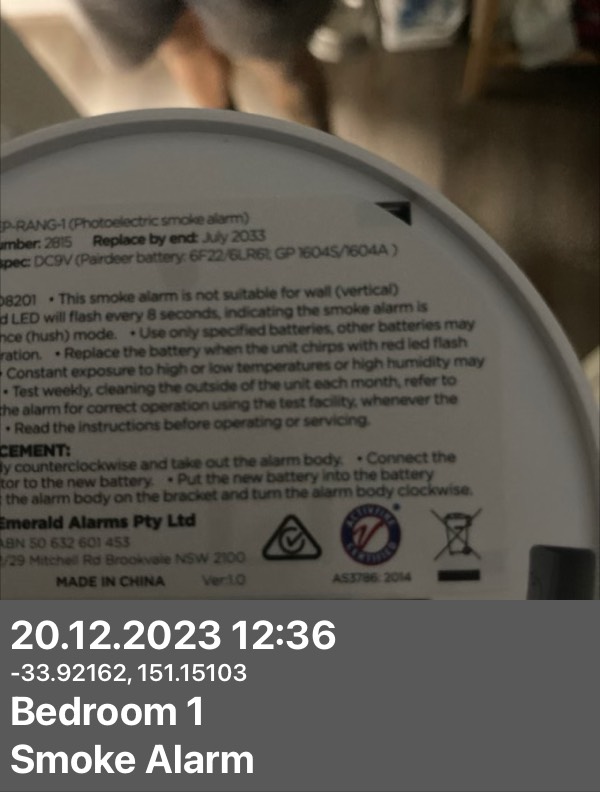 P-RANG-1 (Photoelectric smoke alarm)
umber: 2815 Replace by end: July 2033
spec: DC9V (Pairdeer battery: 6F22/6LR61; GP 1604S/1604A )
08201 • This smoke alarm is not suitable for wall (vertical)
d LED will flash every 8 seconds, indicating the smoke alarm is
nce (hush) mode. • Use only specified batteries, other batteries may
ration. • Replace the battery when the unit chirps with red led flash
Constant exposure to high or low temperatures or high humidity may
• Test weekly, cleaning the outside of the unit each month, refer to
the alarm for correct operation using the test facility, whenever the
• Read the instructions before operating or servicing.
CEMENT:
ly counterclockwise and take out the alarm body. • Connect the
tor to the new battery. • Put the new battery into the battery
t the alarm body on the bracket and turn the alarm body clockwise.
Emerald Alarms Pty Ltd
ABN 50 632 601 453
/29 Mitchell Rd Brookvale NSW 2100
MADE IN CHINA Ver:1.0
ACTIVFIRE
CERTIFIED
AS3786: 2014
20.12.2023 12:36
-33.92162, 151.15103
Bedroom 1
Smoke Alarm